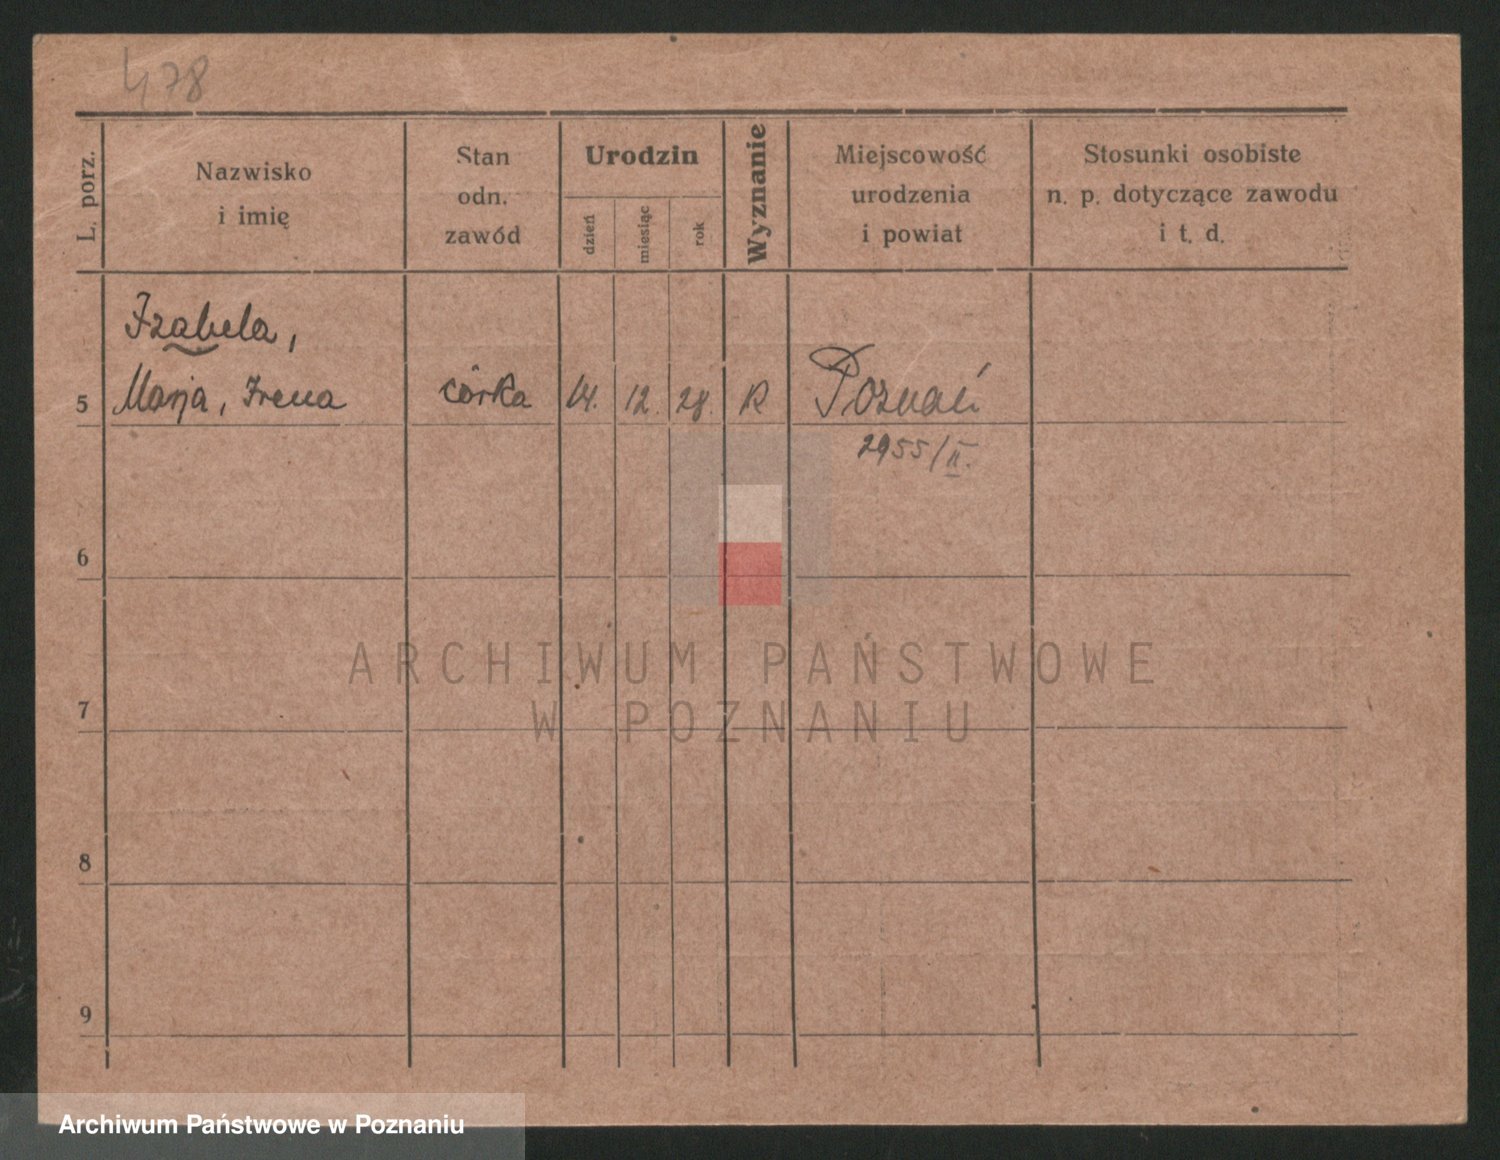 478
L. porz.
Nazwisko
i imię
Stan
odn.
zawód
Urodzin
dzień
miesiąc
rok
Wyznanie
Miejscowość
urodzenia
i powiat
Stosunki osobiste
n. p. dotyczące zawodu
i t. d.
Izabela,
5 Marja, Irena córka 14. 12. 28. R Poznań
2955/II.
6
7
8
9
ARCHIWUM PAŃSTWOWE
W POZNANIU
Archiwum Państwowe w Poznaniu